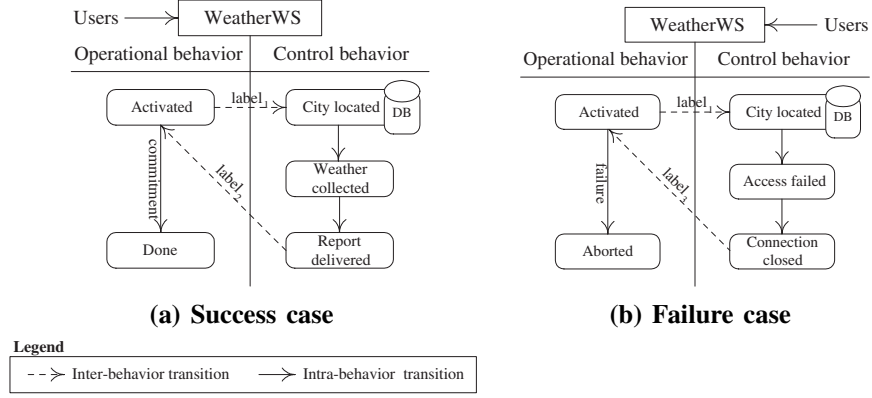 Users
WeatherWS
Operational behavior
Control behavior
Activated
label1
City located
DB
commitment
Weather
collected
label2
Done
Report
delivered
(a) Success case
WeatherWS
Users
Operational behavior
Control behavior
Activated
label1
City located
DB
failure
Access failed
label3
Aborted
Connection
closed
(b) Failure case
Legend
Inter-behavior transition
Intra-behavior transition